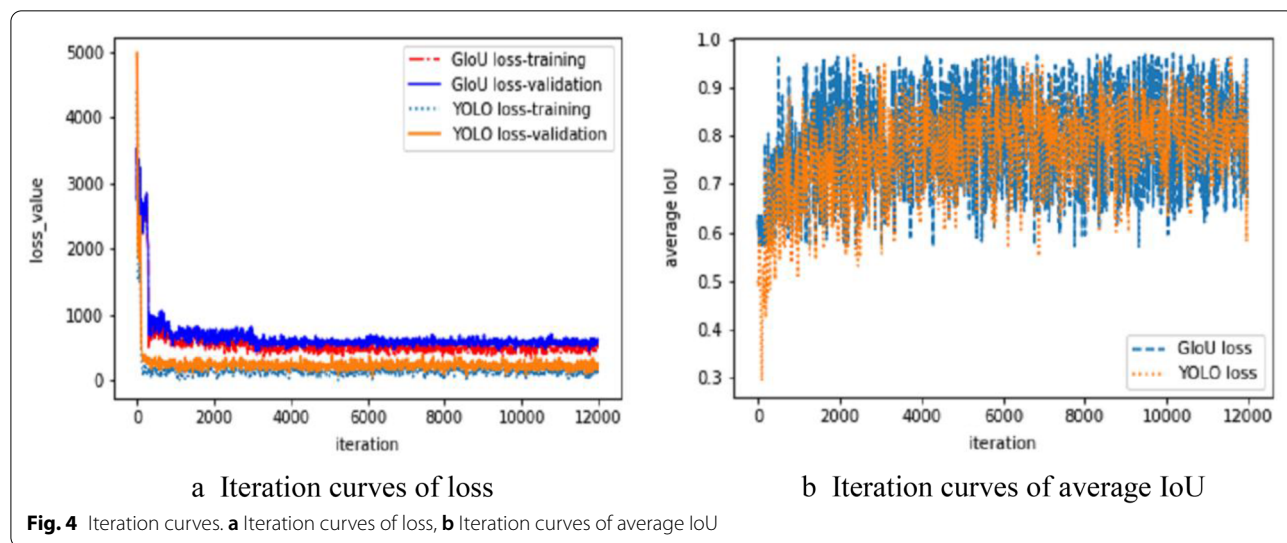 5000
4000
3000
2000
1000
0
loss_value
GIoU loss-training
GIoU loss-validation
YOLO loss-training
YOLO loss-validation
0 2000 4000 6000 8000 10000 12000
iteration
a Iteration curves of loss
1.0
0.9
0.8
0.7
0.6
0.5
0.4
0.3
average IoU
GIoU loss
YOLO loss
0 2000 4000 6000 8000 10000 12000
iteration
b Iteration curves of average IoU
Fig. 4 Iteration curves. a Iteration curves of loss, b Iteration curves of average IoU